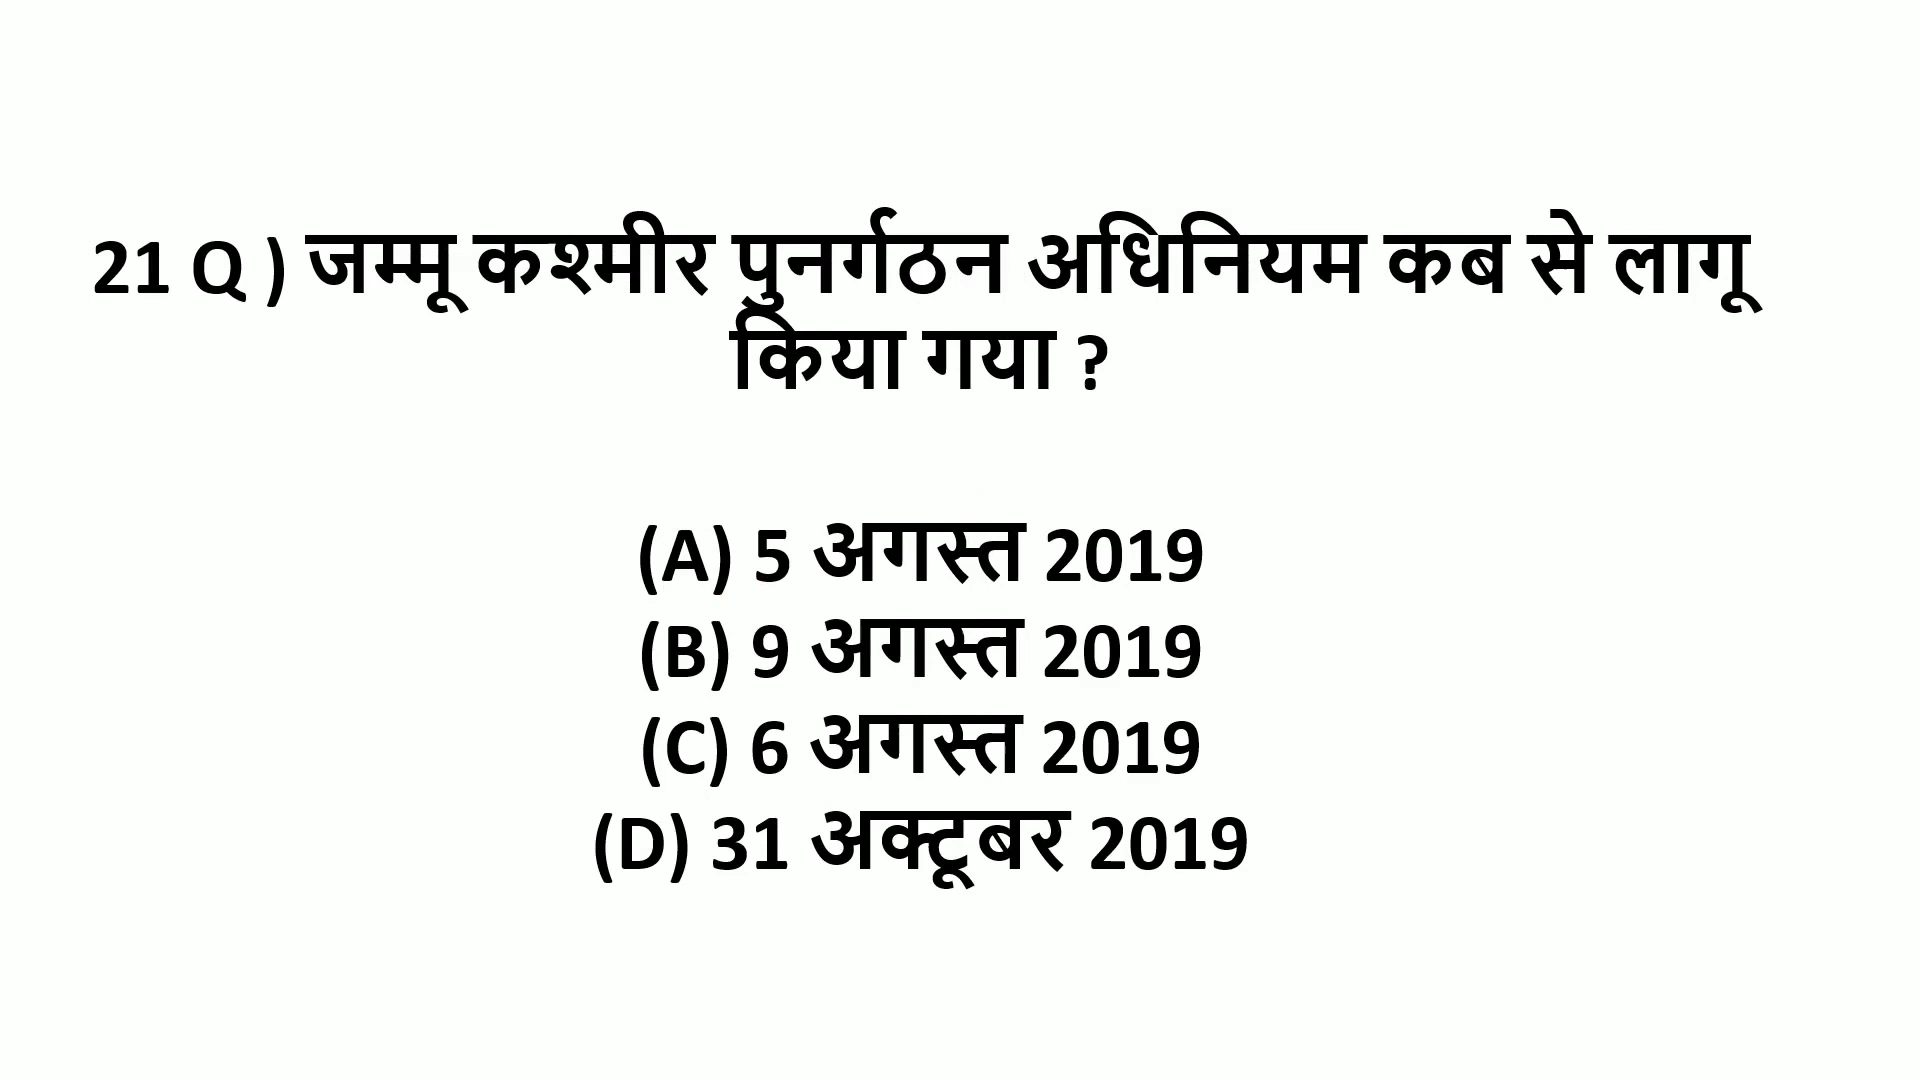 21 Q ) जम्मू कश्मीर पुनर्गठन अधिनियम कब से लागू
किया गया ?
(A) 5 अगस्त 2019
(B) 9 अगस्त 2019
(C) 6 अगस्त 2019
(D) 31 अक्टूबर 2019